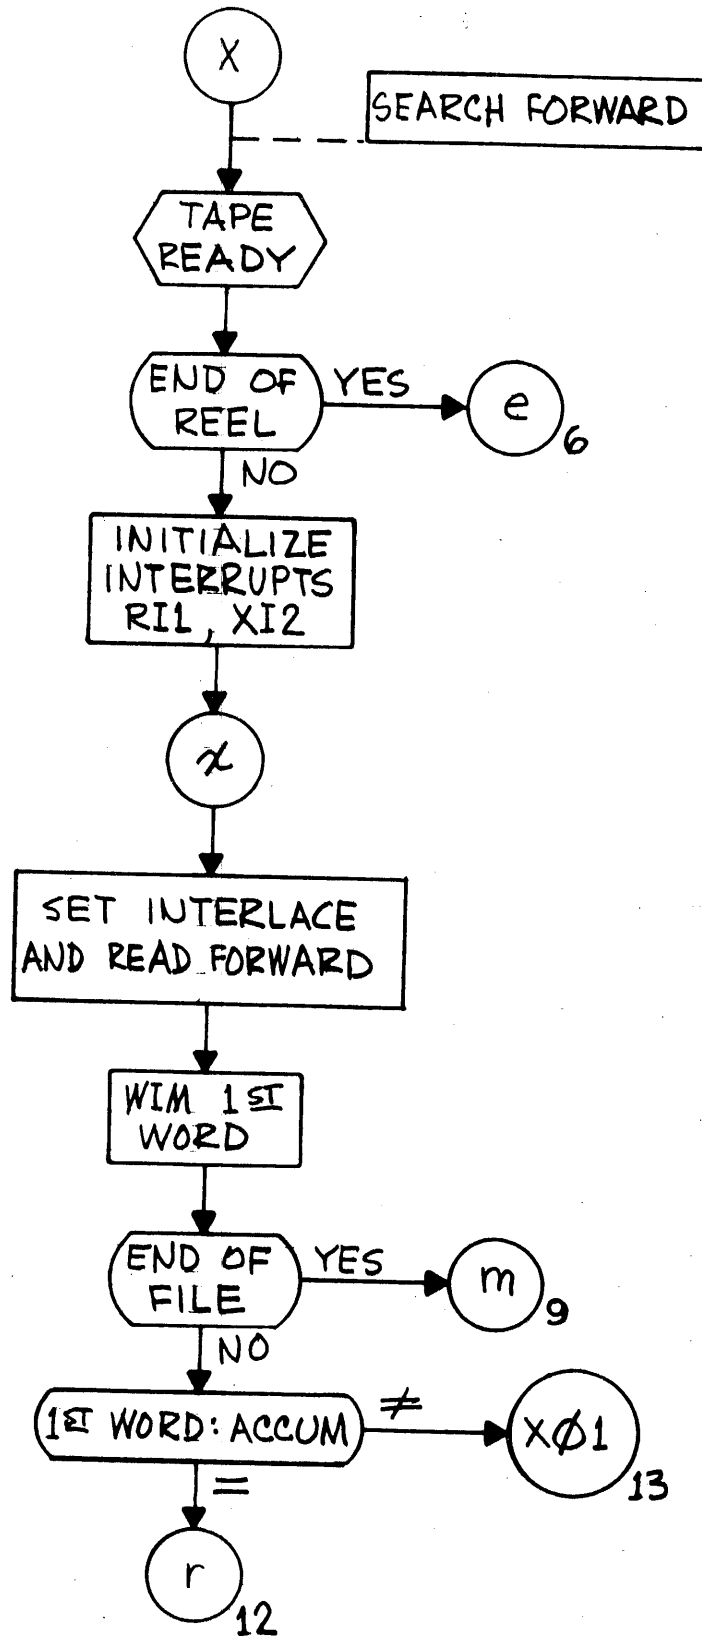 X
SEARCH FORWARD
TAPE
READY
END OF
REEL
YES
e
6
NO
INITIALIZE
INTERRUPTS
RI1, XI2
x
SET INTERLACE
AND READ FORWARD
WIM 1ST
WORD
END OF
FILE
YES
m
9
NO
1ST WORD: ACCUM
≠
XØ1
13
=
r
12